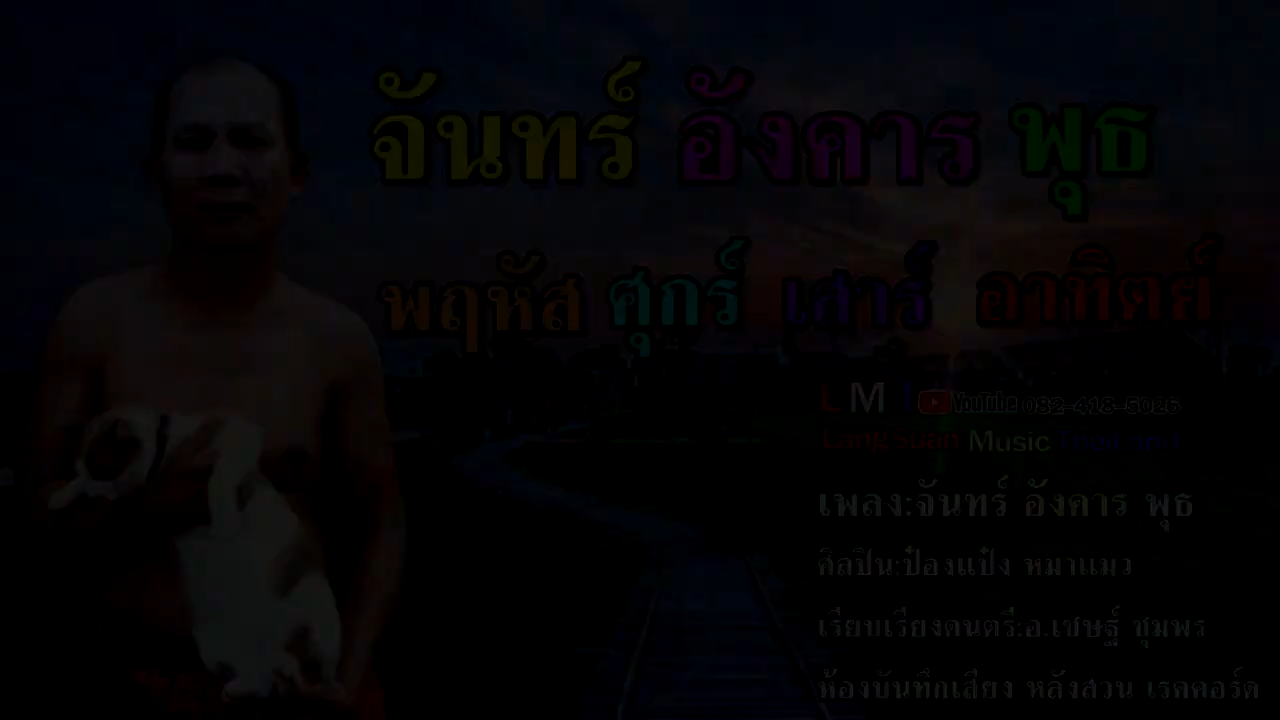 จันทร์ อังคาร พุธ
พฤหัส ศุกร์ เสาร์ อาทิตย์
L M T YouTube 082-418-5026
LangSuan Music Thailand
เพลง:จันทร์ อังคาร พุธ
ศิลปิน:ป๋องแป๋ง หมาแมว
เรียบเรียงดนตรี:อ.เชษฐ์ ชุมพร
ห้องบันทึกเสียง หลังสวน เรคคอร์ด